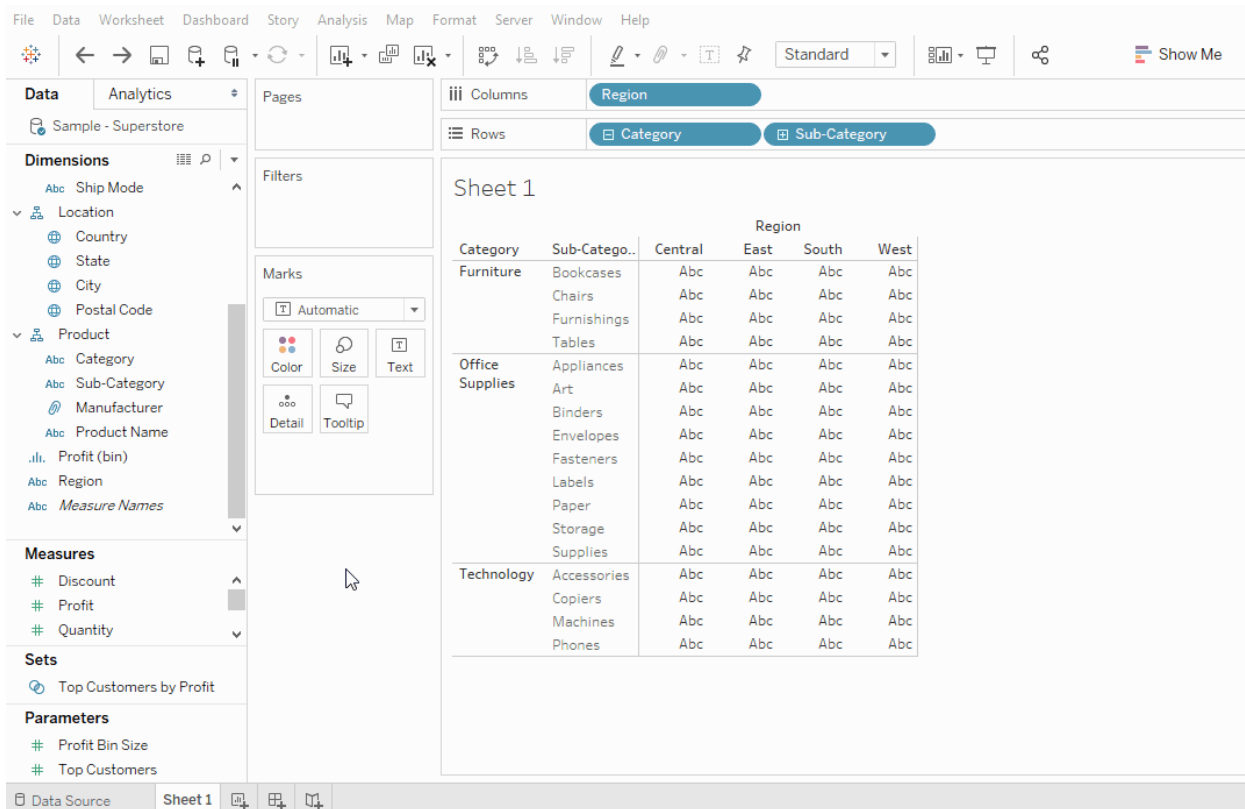 File Data Worksheet Dashboard Story Analysis Map Format Server Window Help
Standard Show Me
Data Analytics
Sample - Superstore
Dimensions
Abc Ship Mode
Location
Country
State
City
Postal Code
Product
Abc Category
Abc Sub-Category
Manufacturer
Abc Product Name
Profit (bin)
Abc Region
Abc Measure Names
Measures
# Discount
# Profit
# Quantity
Sets
Top Customers by Profit
Parameters
# Profit Bin Size
# Top Customers
Pages
Filters
Marks
T Automatic
Color Size Text
Detail Tooltip
iii Columns Region
Rows Category Sub-Category
Sheet 1
Region
Category Sub-Catego.. Central East South West
Furniture Bookcases Abc Abc Abc Abc
Chairs Abc Abc Abc Abc
Furnishings Abc Abc Abc Abc
Tables Abc Abc Abc Abc
Office Appliances Abc Abc Abc Abc
Supplies Art Abc Abc Abc Abc
Binders Abc Abc Abc Abc
Envelopes Abc Abc Abc Abc
Fasteners Abc Abc Abc Abc
Labels Abc Abc Abc Abc
Paper Abc Abc Abc Abc
Storage Abc Abc Abc Abc
Supplies Abc Abc Abc Abc
Technology Accessories Abc Abc Abc Abc
Copiers Abc Abc Abc Abc
Machines Abc Abc Abc Abc
Phones Abc Abc Abc Abc
Data Source Sheet 1